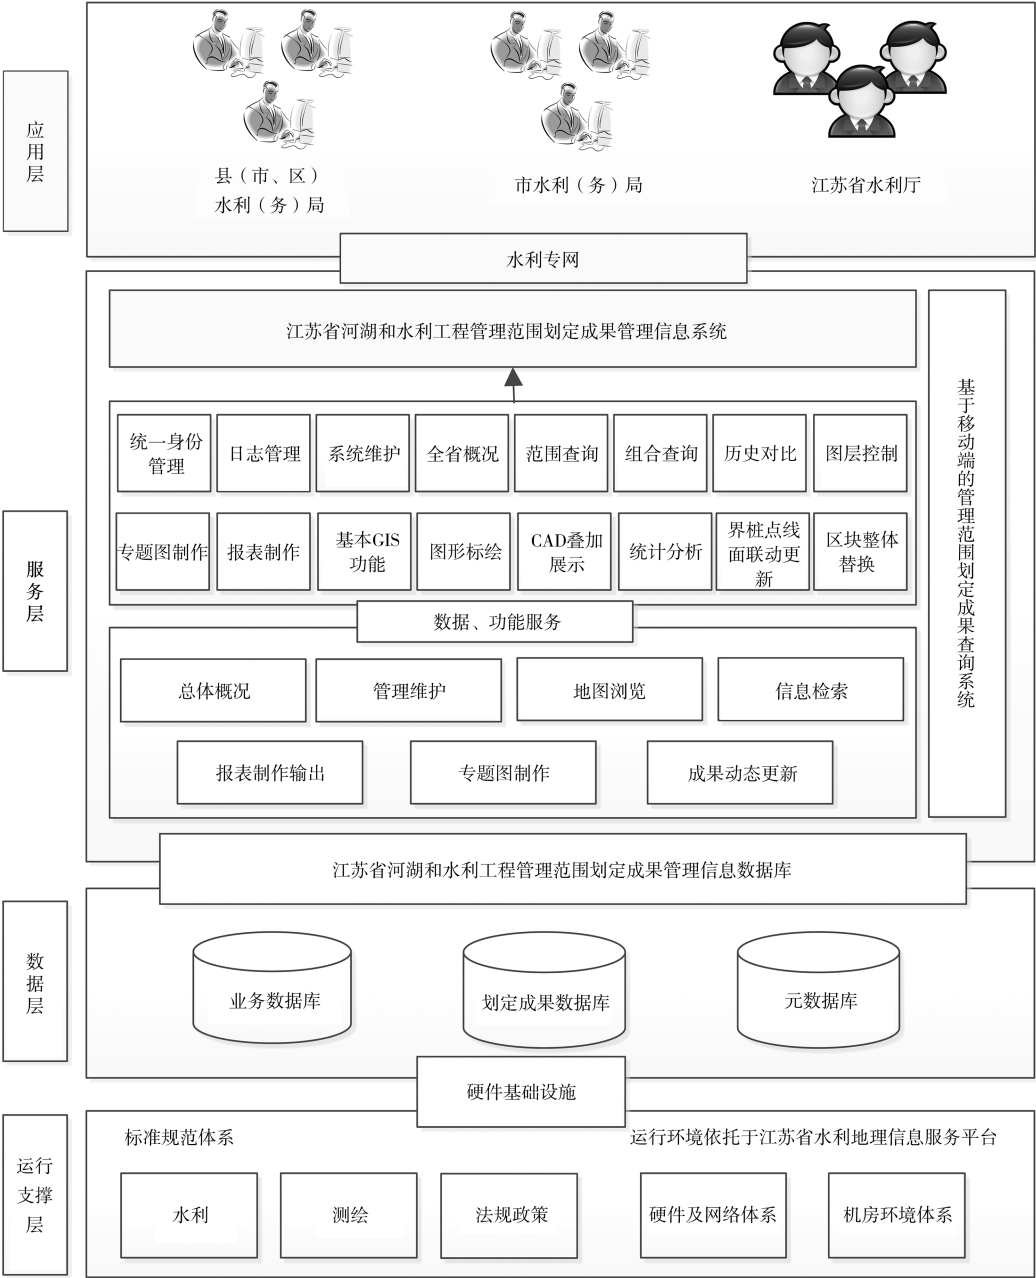 应用层
县（市、区）
水利（务）局
市水利（务）局
江苏省水利厅
水利专网
服务层
江苏省河湖和水利工程管理范围划定成果管理信息系统
统一身份
管理
日志管理
系统维护
全省概况
范围查询
组合查询
历史对比
图层控制
专题图制作
报表制作
基本GIS
功能
图形标绘
CAD叠加
展示
统计分析
界桩点线
面联动更
新
区块整体
替换
数据、功能服务
总体概况
管理维护
地图浏览
信息检索
报表制作输出
专题图制作
成果动态更新
基于移动端的管理范围划定成果查询系统
江苏省河湖和水利工程管理范围划定成果管理信息数据库
数据层
业务数据库
划定成果数据库
元数据库
硬件基础设施
运行
支撑
层
标准规范体系
运行环境依托于江苏省水利地理信息服务平台
水利
测绘
法规政策
硬件及网络体系
机房环境体系